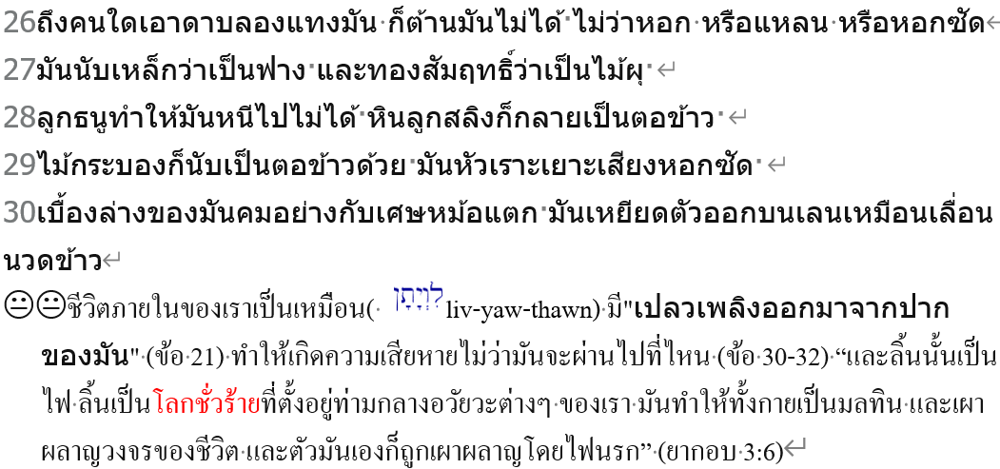 26ถึงคนใดเอาดาบลองแทงมัน ก็ต้านมันไม่ได้ ไม่ว่าหอก หรือแหลน หรือหอกซัด
27มันนับเหล็กว่าเป็นฟาง และทองสัมฤทธิ์ว่าเป็นไม้ผุ
28ลูกธนูทำให้มันหนีไปไม่ได้ หินลูกสลิงก็กลายเป็นตอข้าว
29ไม้กระบองก็นับเป็นตอข้าวด้วย มันหัวเราะเยาะเสียงหอกซัด
30เบื้องล่างของมันคมอย่างกับเศษหม้อแตก มันเหยียดตัวออกบนเลนเหมือนเลื่อน
นวดข้าว
😐😐ชีวิตภายในของเราเป็นเหมือน( לִוְיָתָן liv-yaw-thawn) มี"เปลวเพลิงออกมาจากปาก
ของมัน" (ข้อ 21) ทำให้เกิดความเสียหายไม่ว่ามันจะผ่านไปที่ไหน (ข้อ 30-32) “และลิ้นนั้นเป็น
ไฟ ลิ้นเป็นโลกชั่วร้ายที่ตั้งอยู่ท่ามกลางอวัยวะต่างๆ ของเรา มันทำให้ทั้งกายเป็นมลทิน และเผา
ผลาญวงจรของชีวิต และตัวมันเองก็ถูกเผาผลาญโดยไฟนรก” (ยากอบ 3:6)